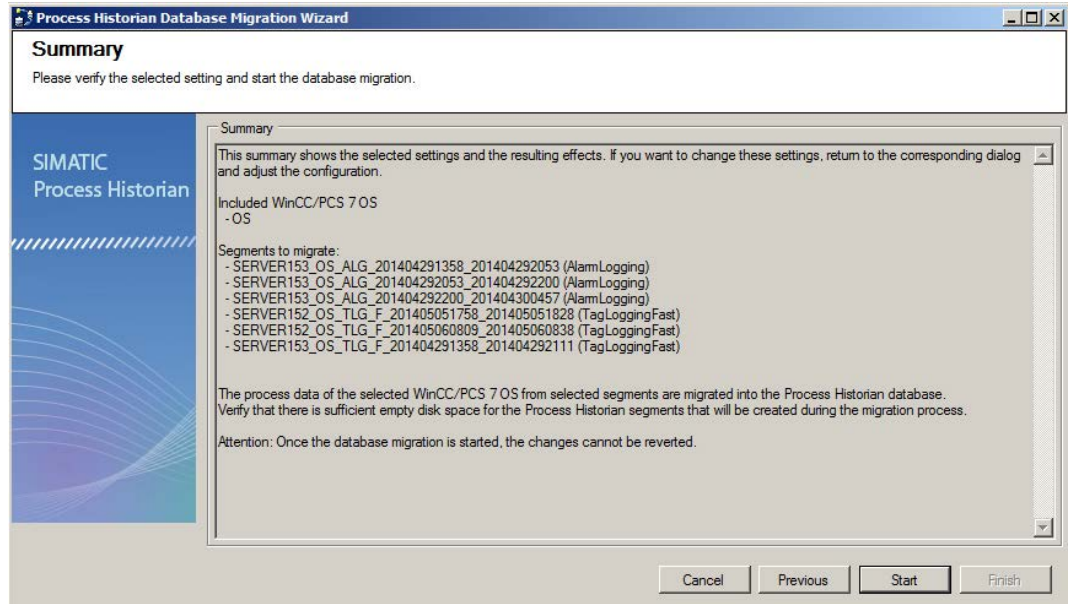 Process Historian Database Migration Wizard
Summary
Please verify the selected setting and start the database migration.
SIMATIC
Process Historian
Summary
This summary shows the selected settings and the resulting effects. If you want to change these settings, return to the corresponding dialog
and adjust the configuration.
Included WinCC/PCS 7 OS
- OS
Segments to migrate:
- SERVER153_OS_ALG_201404291358_201404292053 (AlarmLogging)
- SERVER153_OS_ALG_201404292053_201404292200 (AlarmLogging)
- SERVER153_OS_ALG_201404292200_201404300457 (AlarmLogging)
- SERVER152_OS_TLG_F_201405051758_201405051828 (TagLoggingFast)
- SERVER152_OS_TLG_F_201405060809_201405060838 (TagLoggingFast)
- SERVER153_OS_TLG_F_201404291358_201404292111 (TagLoggingFast)
The process data of the selected WinCC/PCS 7 OS from selected segments are migrated into the Process Historian database.
Verify that there is sufficient empty disk space for the Process Historian segments that will be created during the migration process.
Attention: Once the database migration is started, the changes cannot be reverted.
Cancel Previous Start Finish